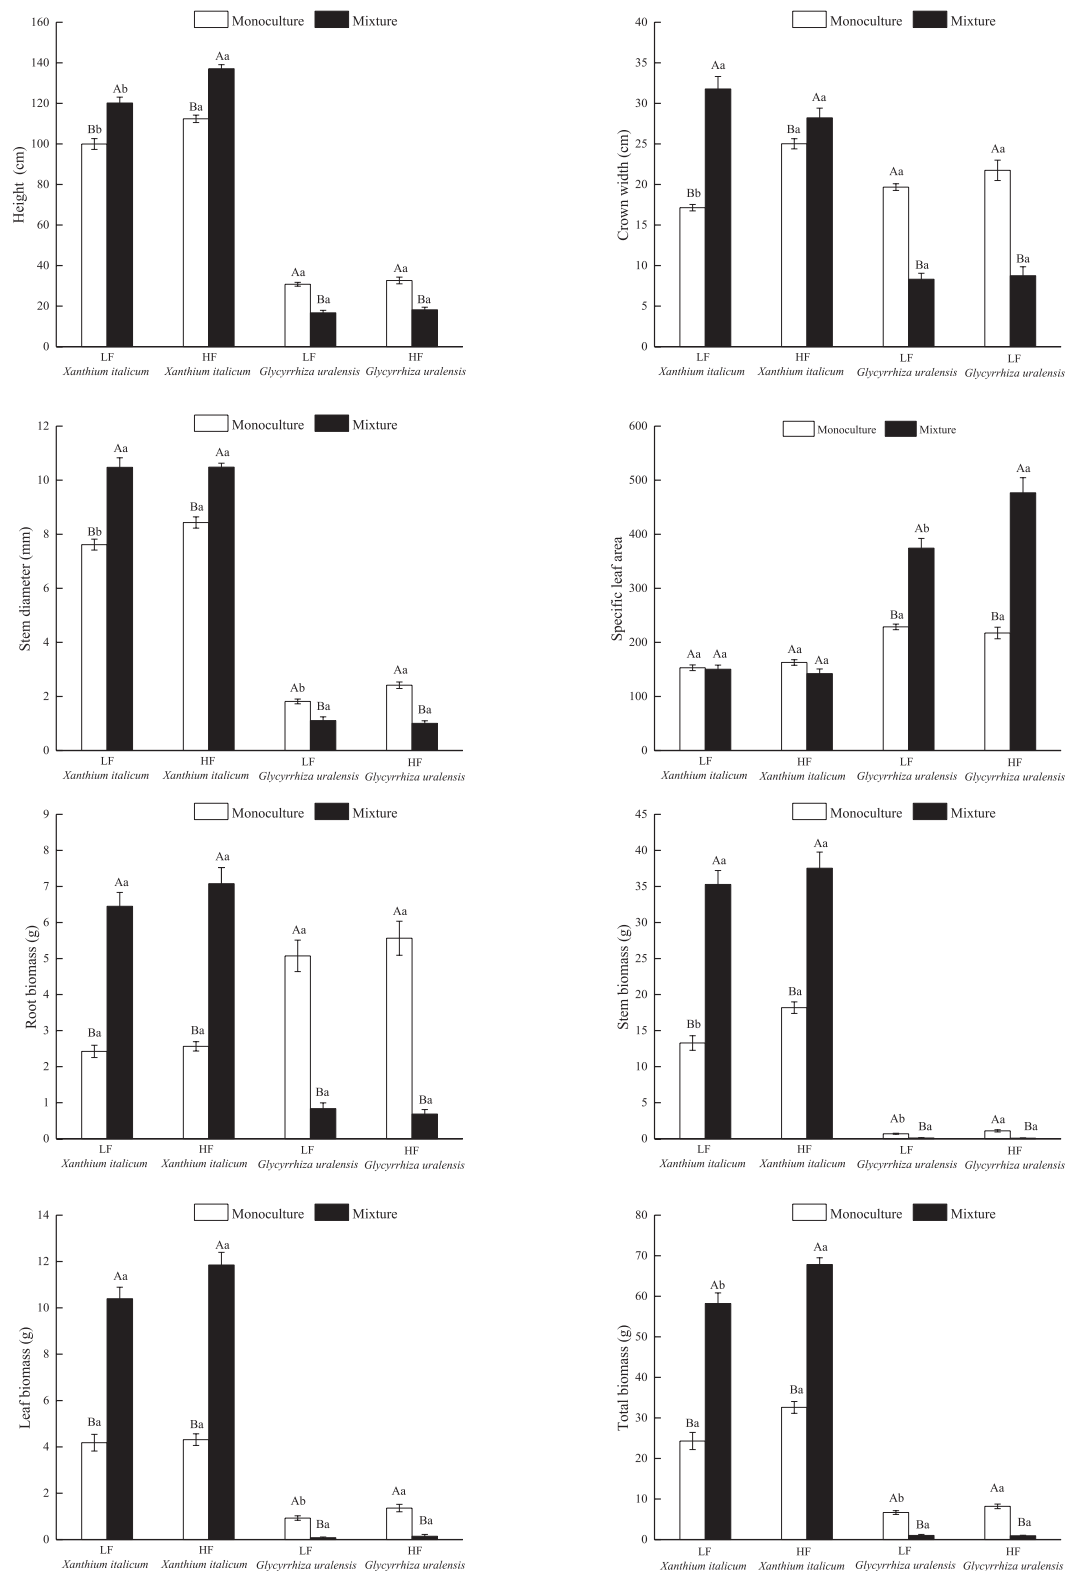 Monoculture Mixture
Height (cm)
160
140
120
100
80
60
40
20
0
Bb Ab Ba Aa Aa Ba Aa Ba
LF HF LF HF
Xanthium italicum Xanthium italicum Glycyrrhiza uralensis Glycyrrhiza uralensis
Monoculture Mixture
Crown width (cm)
40
35
30
25
20
15
10
5
0
Bb Aa Ba Aa Aa Ba Aa Ba
LF HF LF LF
Xanthium italicum Xanthium italicum Glycyrrhiza uralensis Glycyrrhiza uralensis
Monoculture Mixture
Stem diameter (mm)
12
10
8
6
4
2
0
Bb Aa Ba Aa Ab Ba Aa Ba
LF HF LF HF
Xanthium italicum Xanthium italicum Glycyrrhiza uralensis Glycyrrhiza uralensis
Monoculture Mixture
Specific leaf area
600
500
400
300
200
100
0
Aa Aa Aa Aa Ba Ab Ba Aa
LF HF LF HF
Xanthium italicum Xanthium italicum Glycyrrhiza uralensis Glycyrrhiza uralensis
Monoculture Mixture
Root biomass (g)
9
8
7
6
5
4
3
2
1
0
Ba Aa Ba Aa Aa Ba Aa Ba
LF HF LF HF
Xanthium italicum Xanthium italicum Glycyrrhiza uralensis Glycyrrhiza uralensis
Monoculture Mixture
Stem biomass (g)
45
40
35
30
25
20
15
10
5
0
Bb Aa Ba Aa Ab Ba Aa Ba
LF HF LF HF
Xanthium italicum Xanthium italicum Glycyrrhiza uralensis Glycyrrhiza uralensis
Monoculture Mixture
Leaf biomass (g)
14
12
10
8
6
4
2
0
Ba Aa Ba Aa Ab Ba Aa Ba
LF HF LF HF
Xanthium italicum Xanthium italicum Glycyrrhiza uralensis Glycyrrhiza uralensis
Monoculture Mixture
Total biomass (g)
80
70
60
50
40
30
20
10
0
Ba Ab Ba Aa Ab Ba Aa Ba
LF HF LF HF
Xanthium italicum Xanthium italicum Glycyrrhiza uralensis Glycyrrhiza uralensis